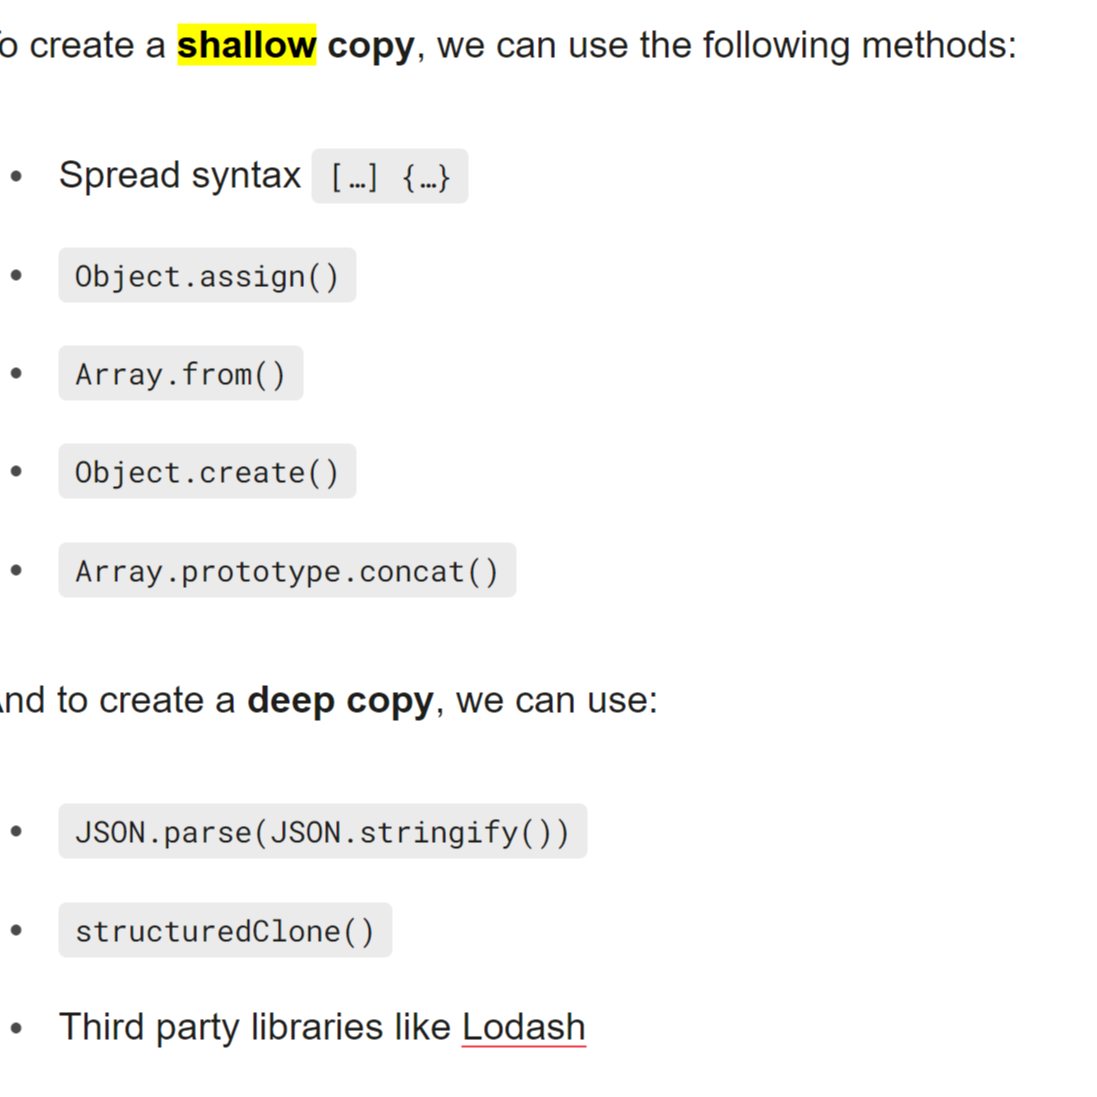 o create a shallow copy, we can use the following methods:
Spread syntax […] {…}
Object.assign()
Array.from()
Object.create()
Array.prototype.concat()
nd to create a deep copy, we can use:
JSON.parse(JSON.stringify())
structuredClone()
Third party libraries like Lodash